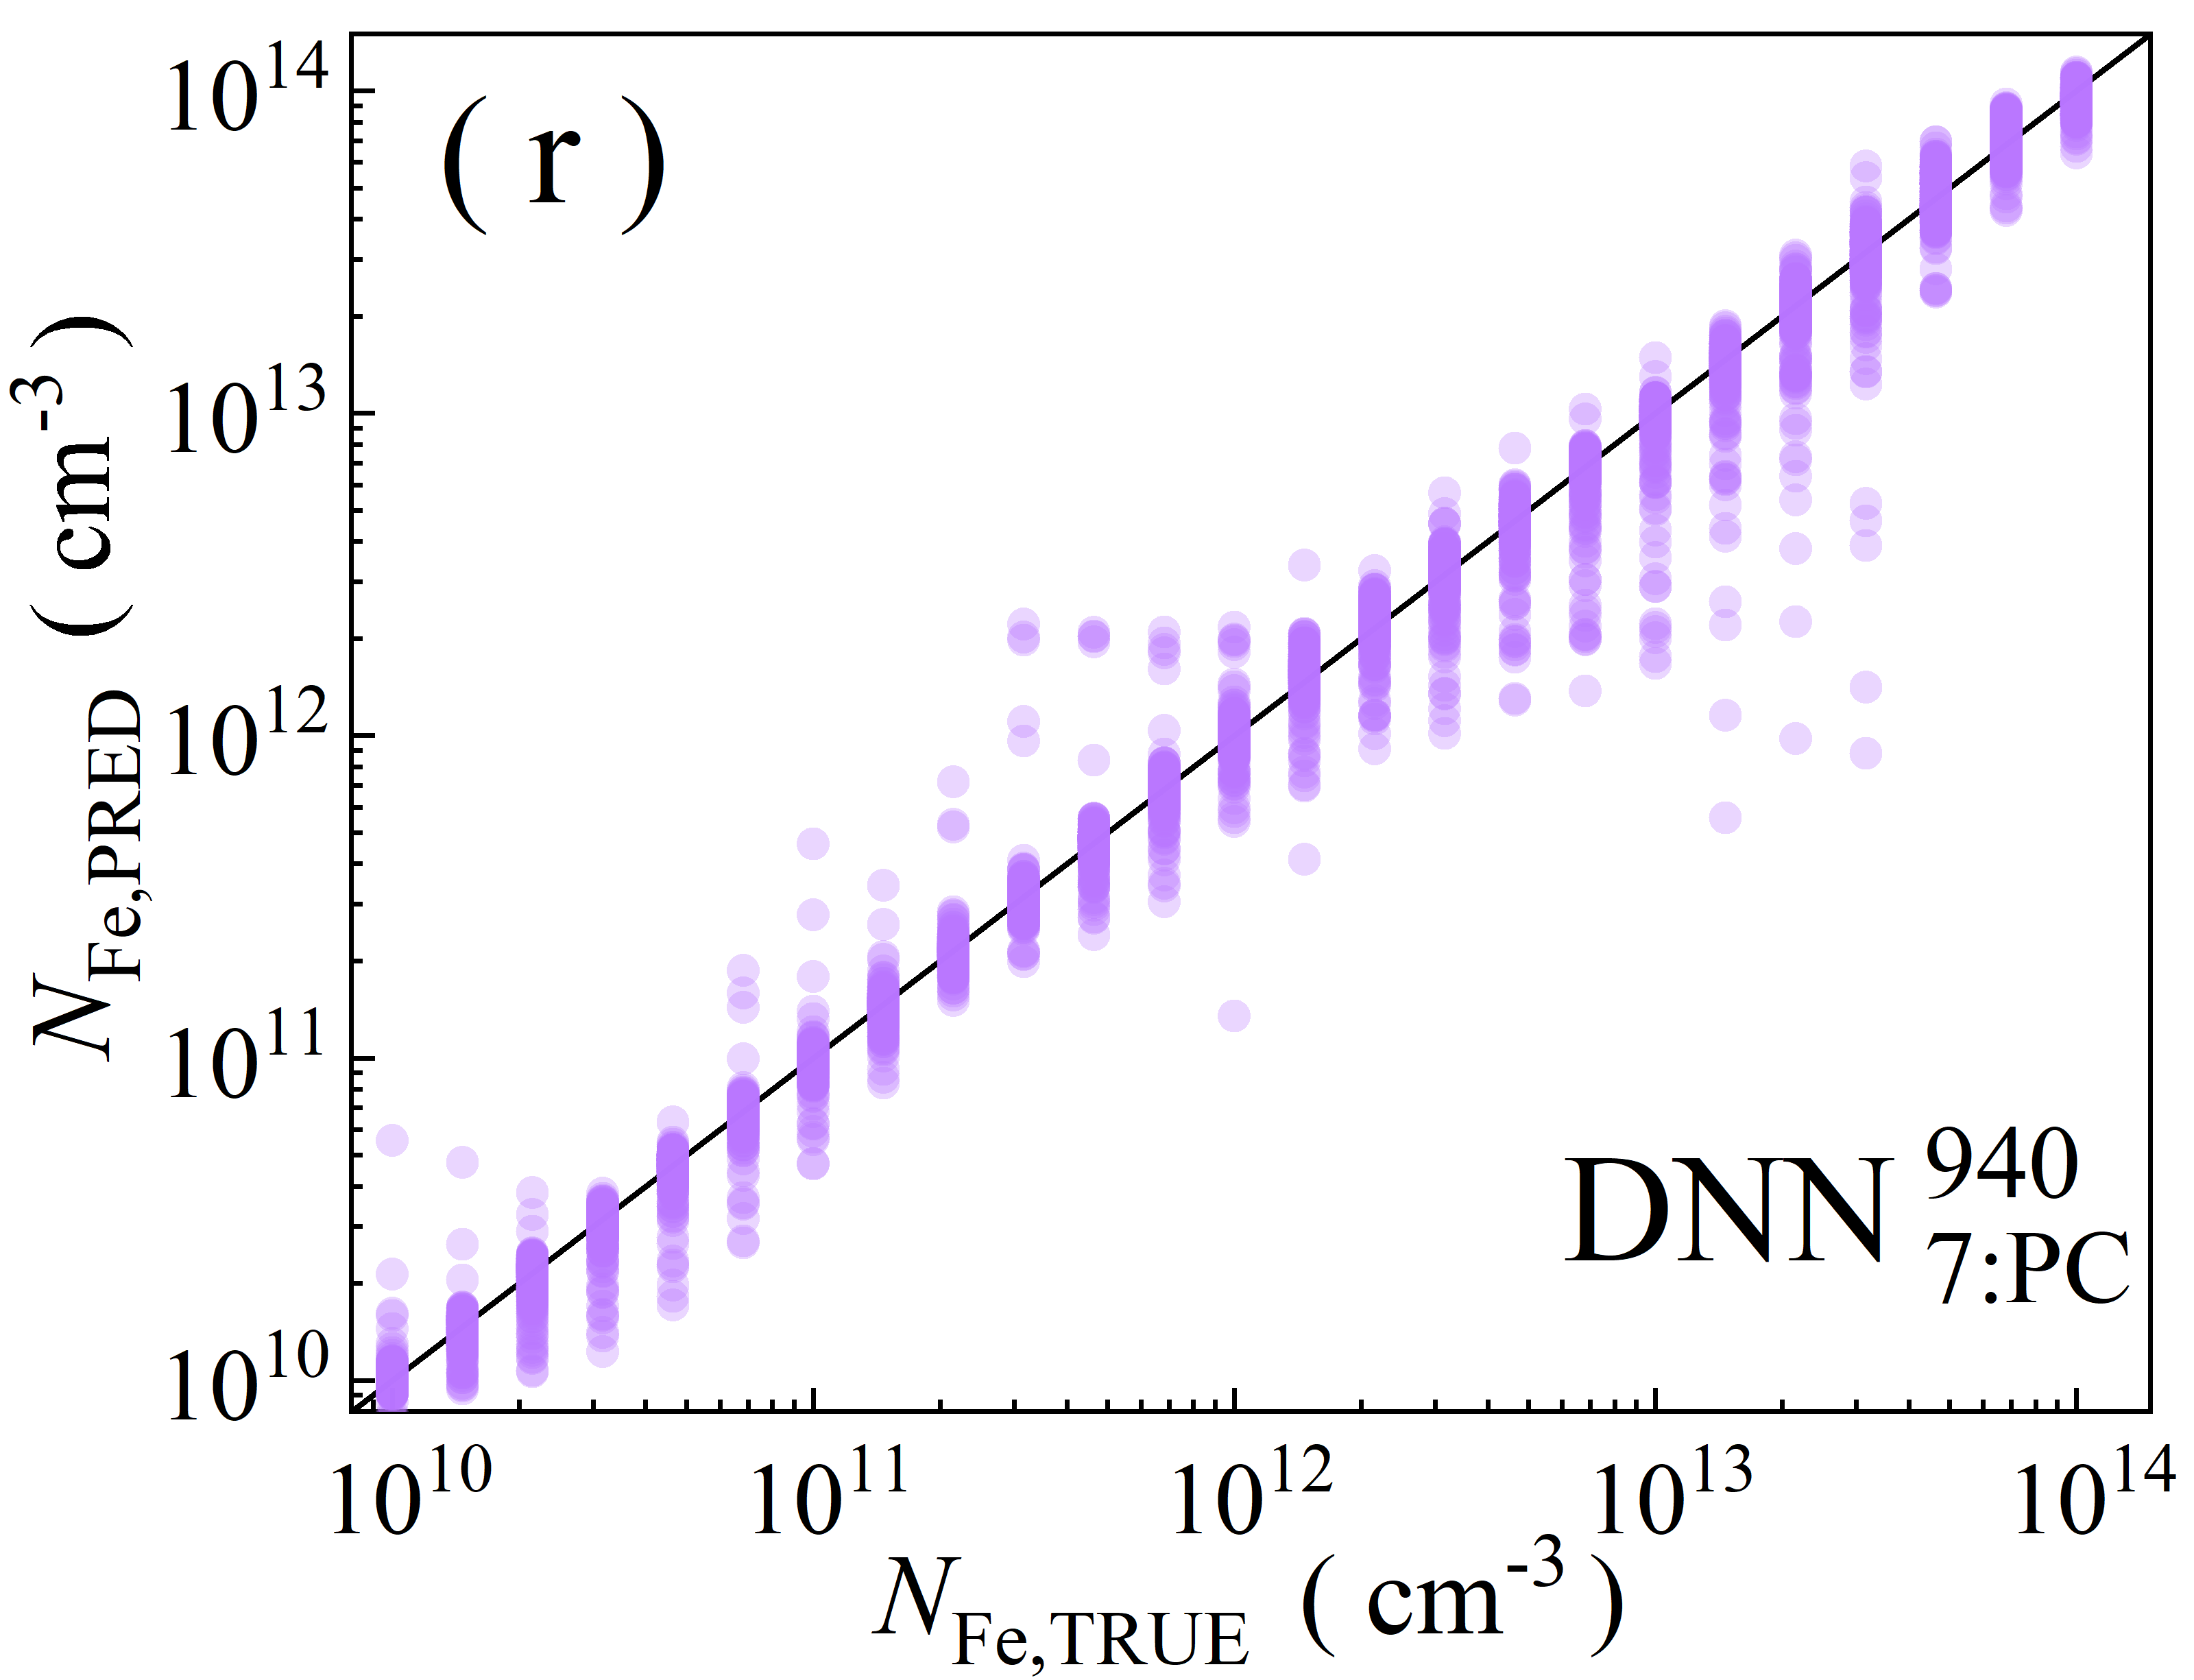 ( r )
10^14
10^13
10^12
10^11
10^10
N_Fe,PRED ( cm^-3 )
DNN 940 7:PC
10^10 10^11 10^12 10^13 10^14
N_Fe,TRUE ( cm^-3 )